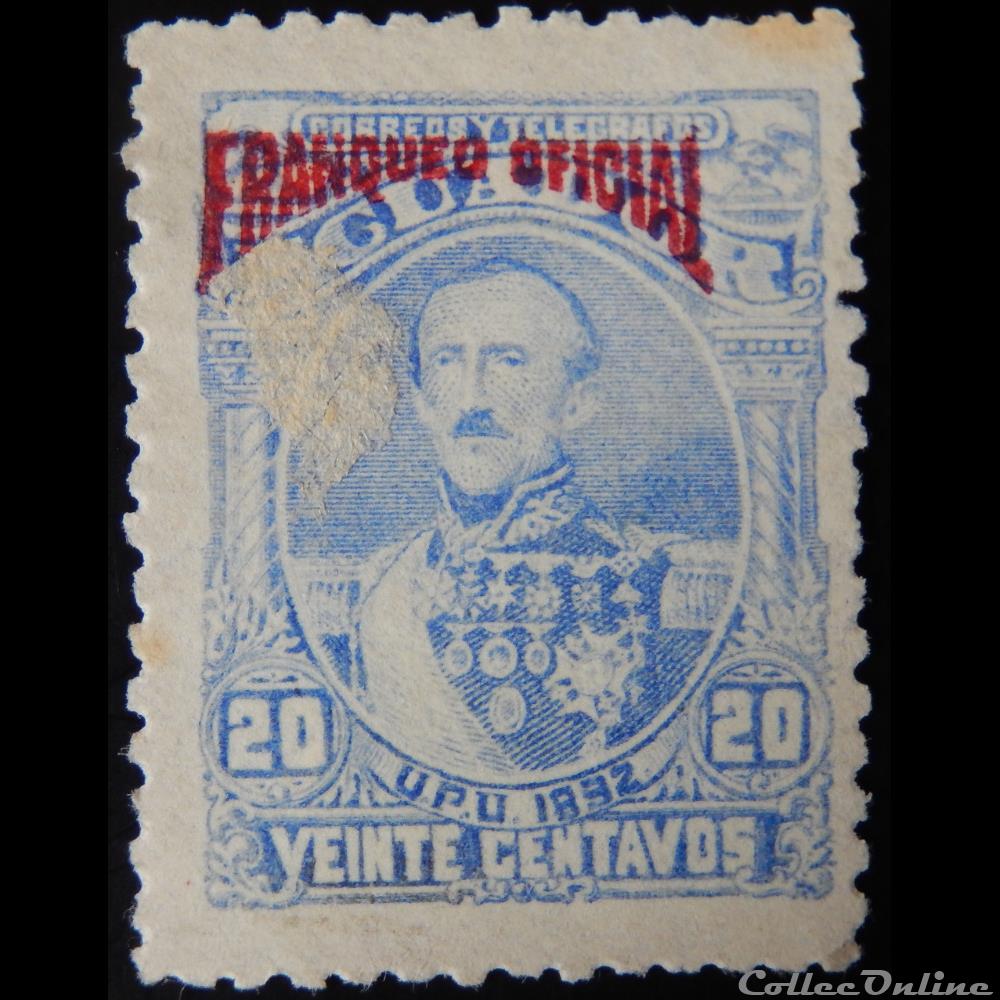 CORREOS Y TELEGRAFOS
FRANQUEO OFICIAL
20 20
U.P.U. 1892
VEINTE CENTAVOS
CollecOnline